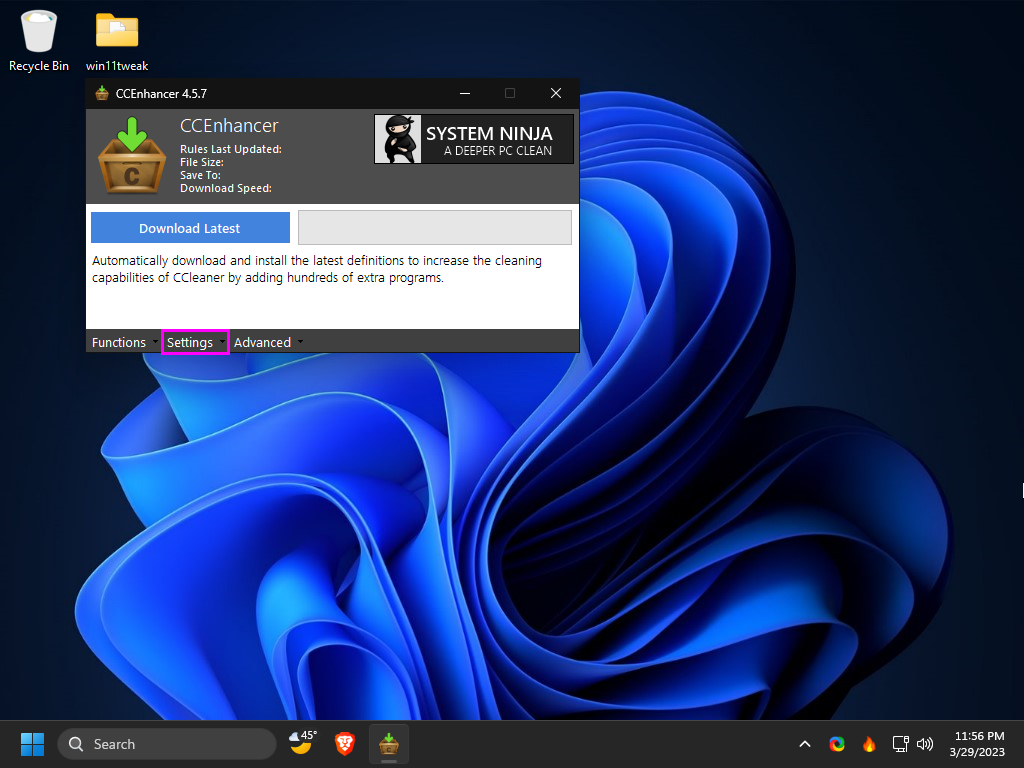 Recycle Bin
win11tweak
CCEnhancer 4.5.7
CCEnhancer
Rules Last Updated:
File Size:
Save To:
Download Speed:
SYSTEM NINJA
A DEEPER PC CLEAN
C
Download Latest
Automatically download and install the latest definitions to increase the cleaning
capabilities of CCleaner by adding hundreds of extra programs.
Functions Settings Advanced
Search
45°
11:56 PM
3/29/2023